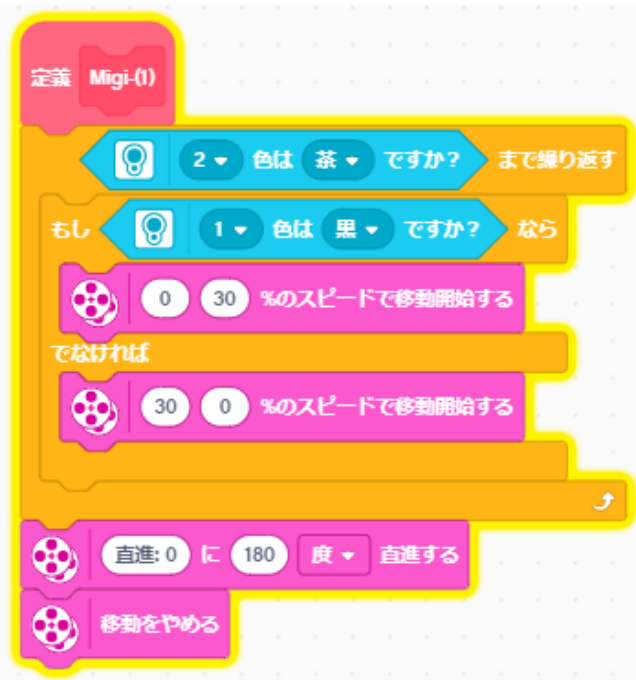 定義 Migi-(1)
2 色は 茶 ですか? まで繰り返す
もし 1 色は 黒 ですか? なら
0 30 %のスピードで移動開始する
でなければ
30 0 %のスピードで移動開始する
直進: 0 に 180 度 直進する
移動をやめる